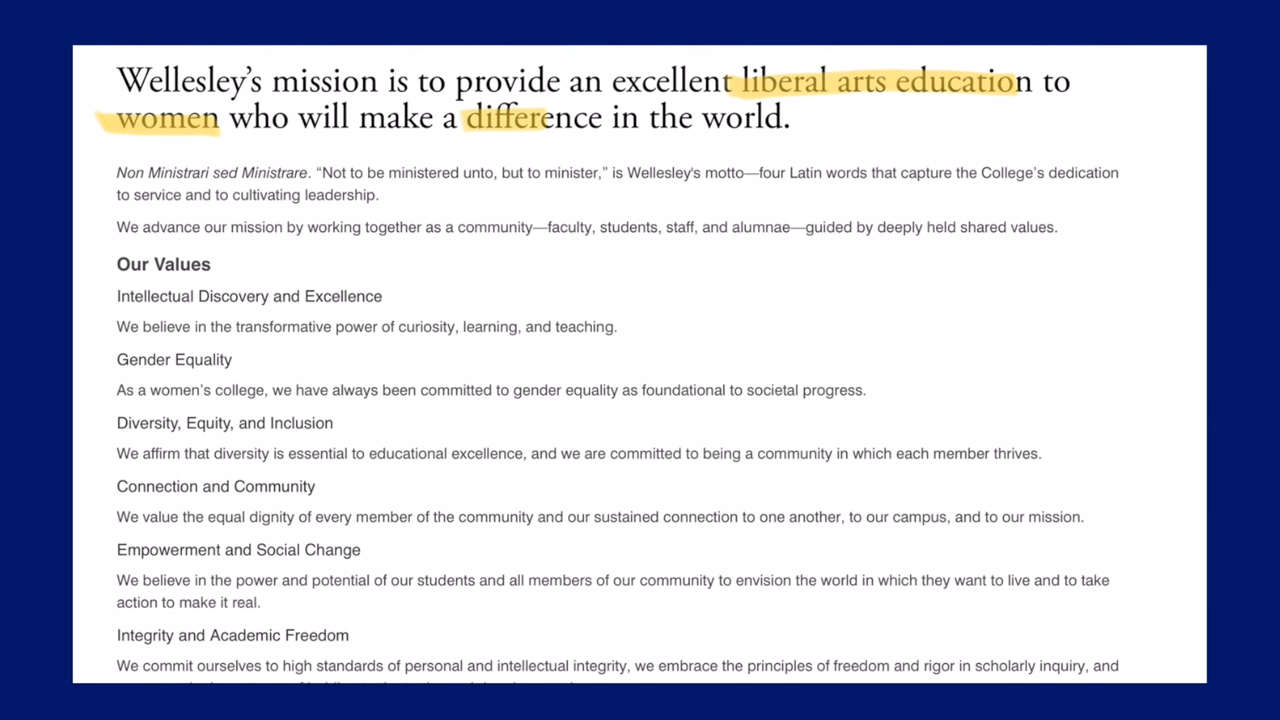 Wellesley’s mission is to provide an excellent liberal arts education to
women who will make a difference in the world.
Non Ministrari sed Ministrare. “Not to be ministered unto, but to minister,” is Wellesley's motto—four Latin words that capture the College’s dedication
to service and to cultivating leadership.
We advance our mission by working together as a community—faculty, students, staff, and alumnae—guided by deeply held shared values.
Our Values
Intellectual Discovery and Excellence
We believe in the transformative power of curiosity, learning, and teaching.
Gender Equality
As a women’s college, we have always been committed to gender equality as foundational to societal progress.
Diversity, Equity, and Inclusion
We affirm that diversity is essential to educational excellence, and we are committed to being a community in which each member thrives.
Connection and Community
We value the equal dignity of every member of the community and our sustained connection to one another, to our campus, and to our mission.
Empowerment and Social Change
We believe in the power and potential of our students and all members of our community to envision the world in which they want to live and to take
action to make it real.
Integrity and Academic Freedom
We commit ourselves to high standards of personal and intellectual integrity, we embrace the principles of freedom and rigor in scholarly inquiry, and